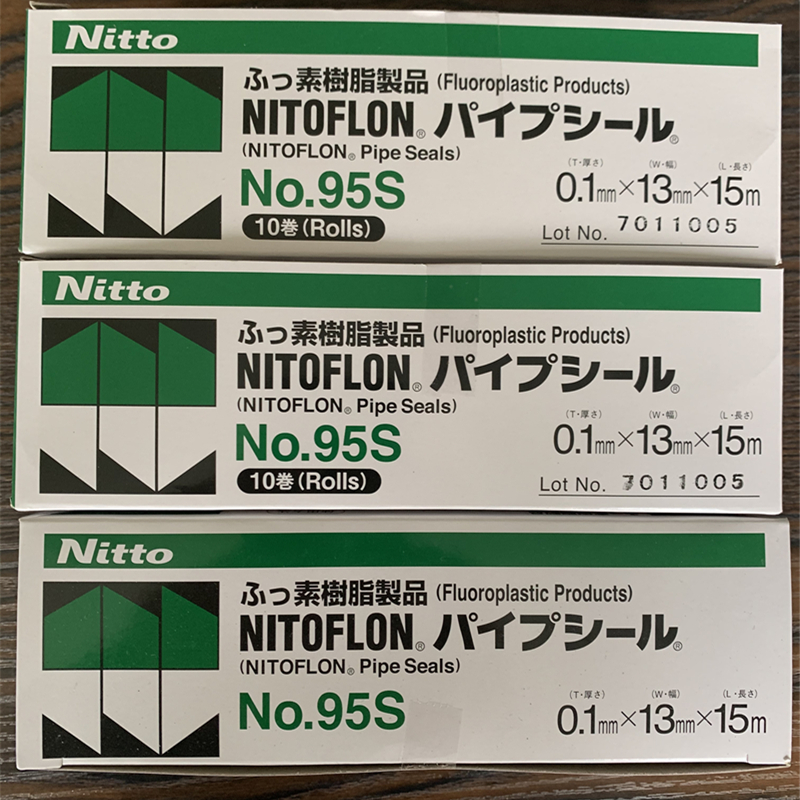 Nitto
ふっ素樹脂製品 (Fluoroplastic Products)
NITOFLON® パイプシール®
(NITOFLON® Pipe Seals)
No.95S
10巻 (Rolls)
(T・厚さ) (W・幅) (L・長さ)
0.1mm×13mm×15m
Lot No. 7011005
Nitto
ふっ素樹脂製品 (Fluoroplastic Products)
NITOFLON® パイプシール®
(NITOFLON® Pipe Seals)
No.95S
10巻 (Rolls)
(T・厚さ) (W・幅) (L・長さ)
0.1mm×13mm×15m
Lot No. 7011005
Nitto
ふっ素樹脂製品 (Fluoroplastic Products)
NITOFLON® パイプシール®
(NITOFLON® Pipe Seals)
No.95S
(T・厚さ) (W・幅) (L・長さ)
0.1mm×13mm×15m